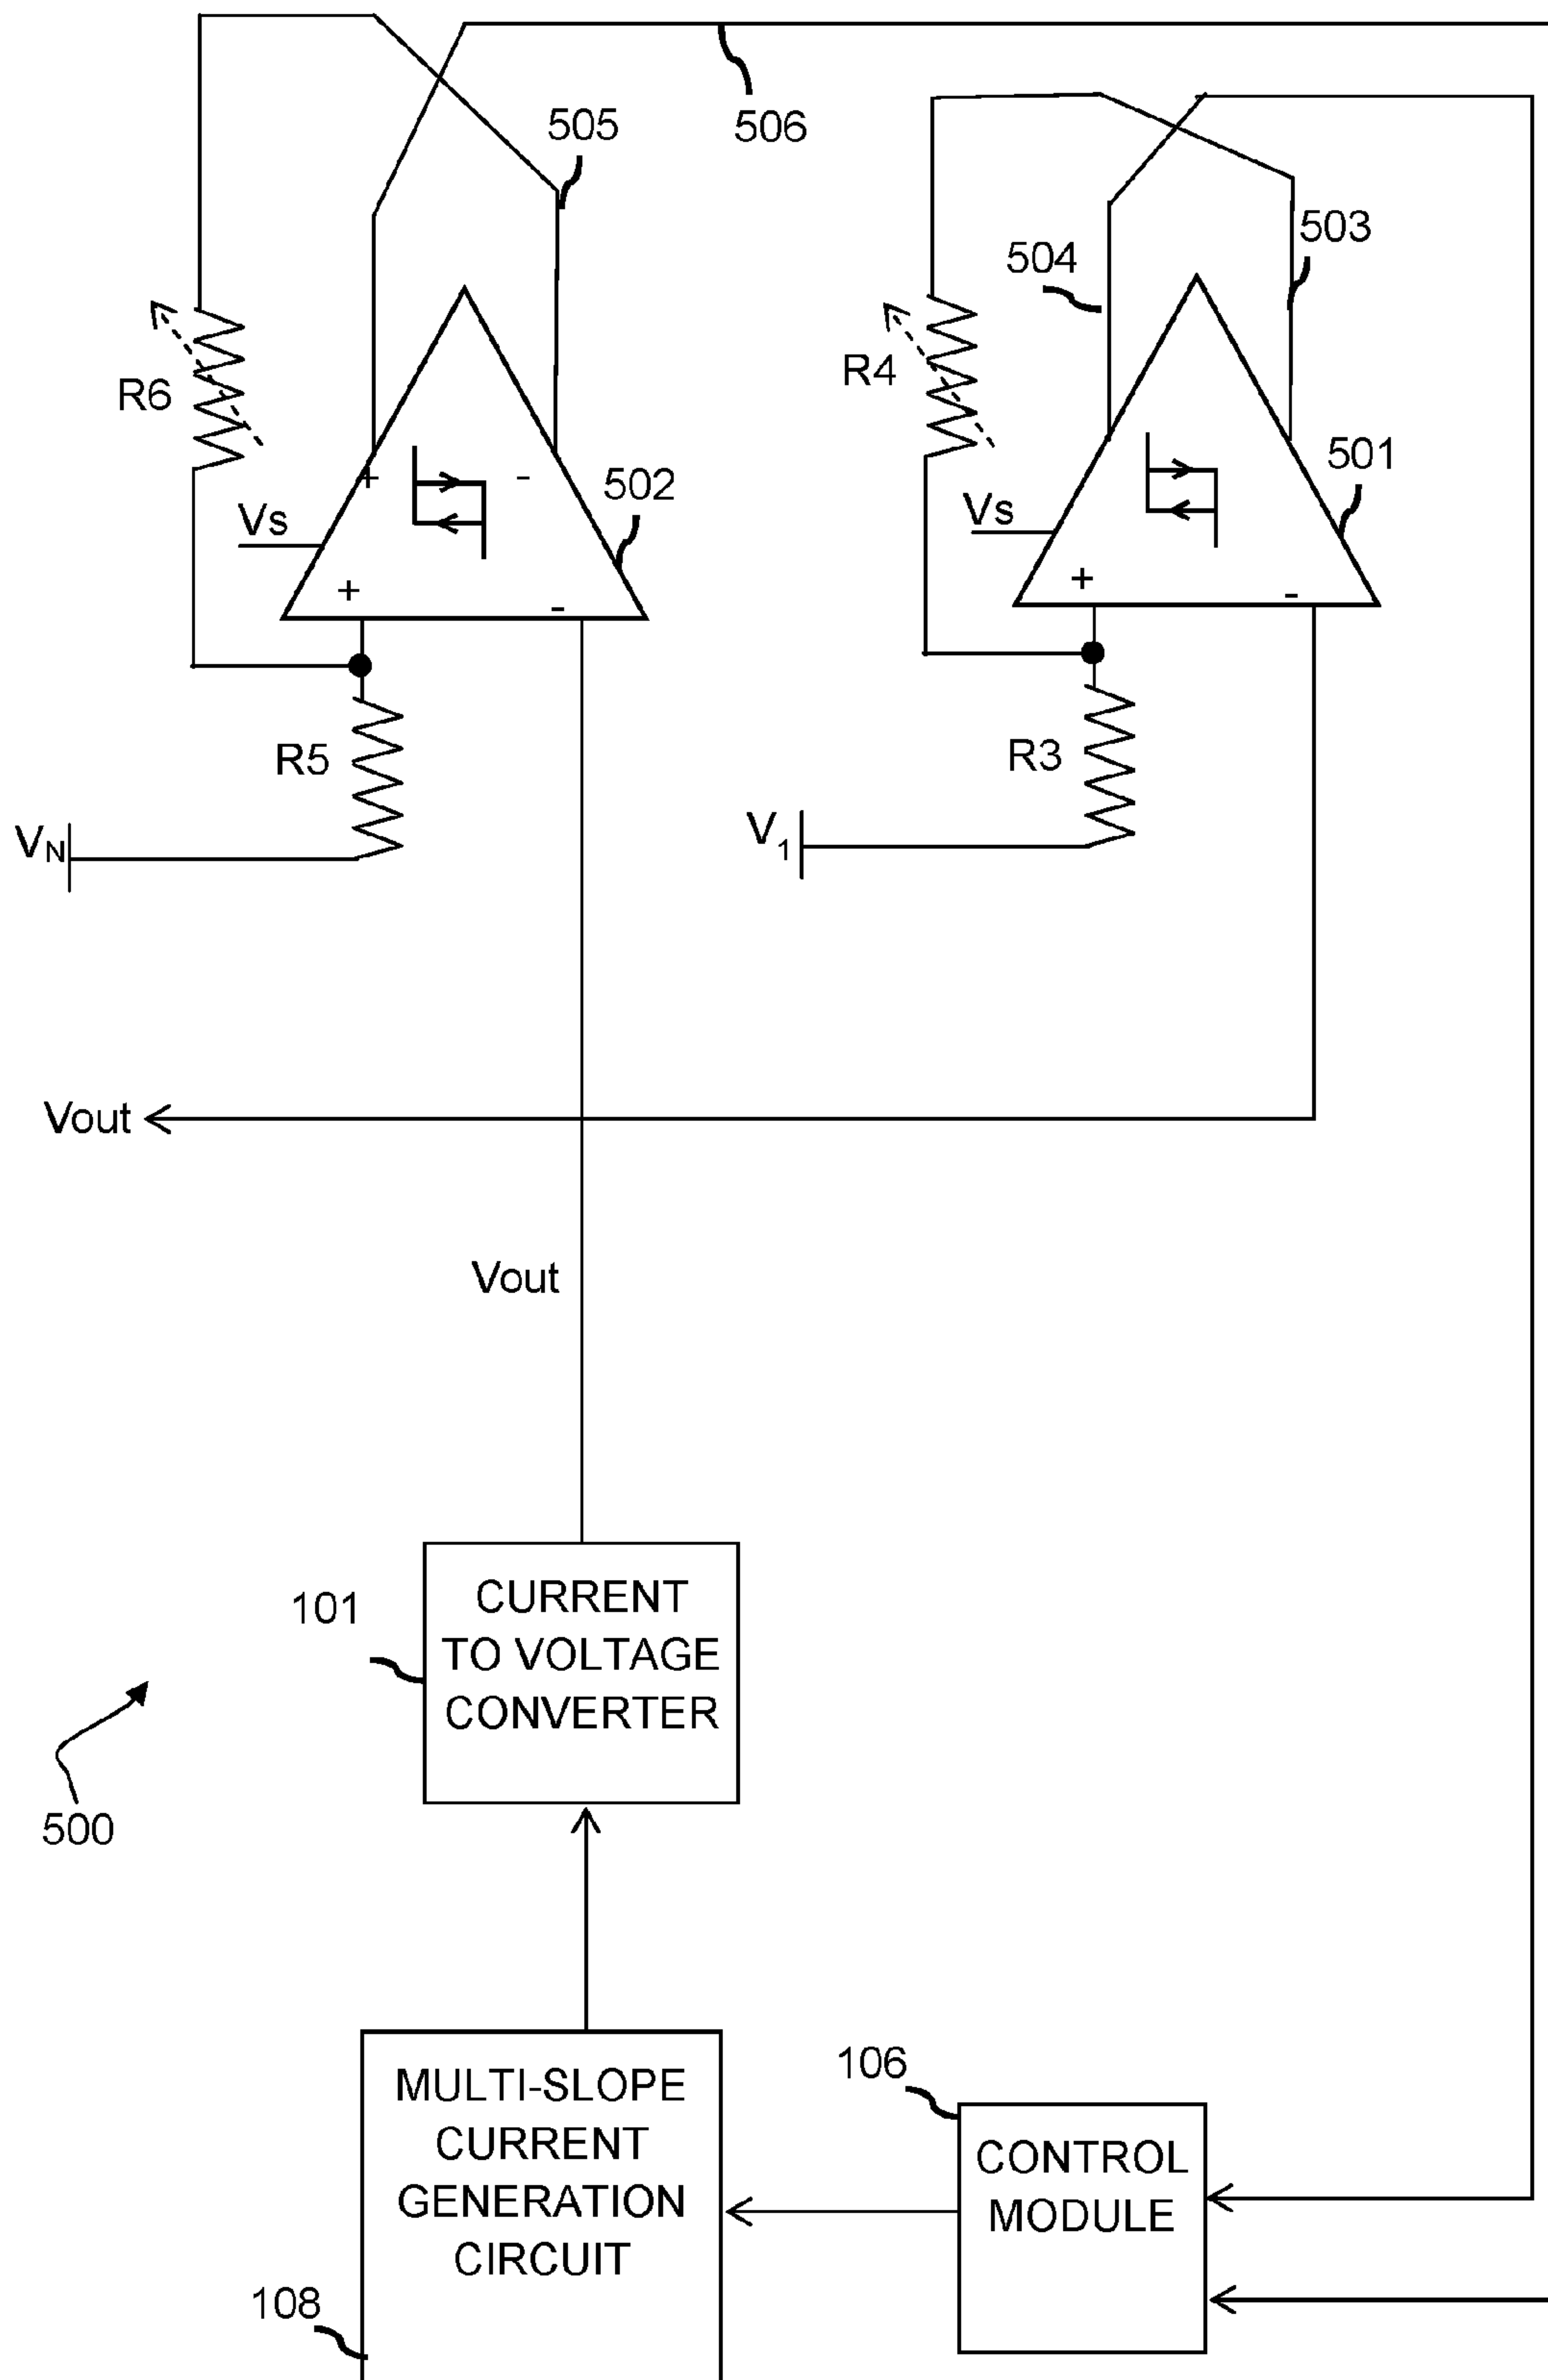 505
506
503
504
R6
R4
501
502
Vs
Vs
+
-
+
-
+
-
R5
R3
VN
V1
Vout
Vout
CURRENT
TO VOLTAGE
CONVERTER
101
500
MULTI-SLOPE
CURRENT
GENERATION
CIRCUIT
108
106
CONTROL
MODULE